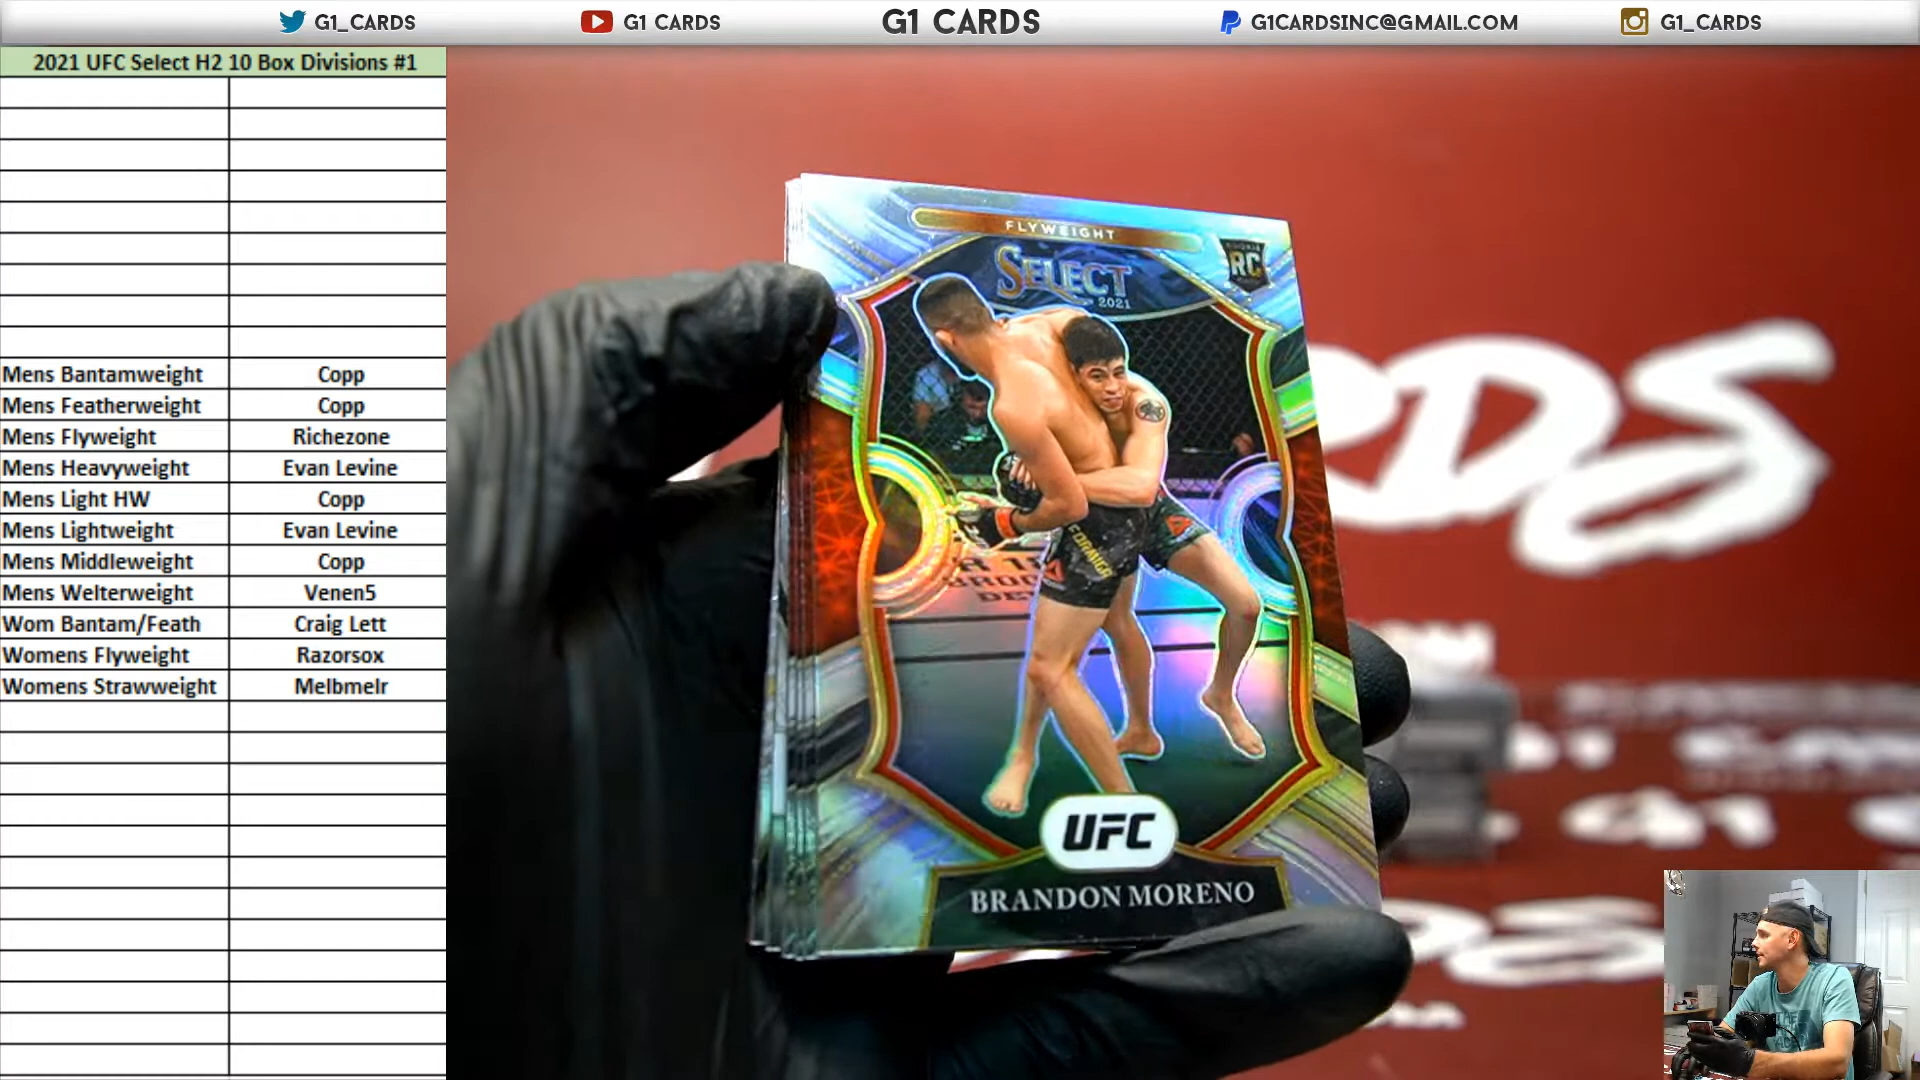 G1_CARDS
G1 CARDS
G1 CARDS
G1CARDSINC@GMAIL.COM
G1_CARDS
2021 UFC Select H2 10 Box Divisions #1
Mens Bantamweight Copp
Mens Featherweight Copp
Mens Flyweight Richezone
Mens Heavyweight Evan Levine
Mens Light HW Copp
Mens Lightweight Evan Levine
Mens Middleweight Copp
Mens Welterweight Venen5
Wom Bantam/Feath Craig Lett
Womens Flyweight Razorsox
Womens Strawweight Melbmelr
FLYWEIGHT
SELECT
2021
ROOKIE
RC
FORMIGA
UFC
BRANDON MORENO
RDS